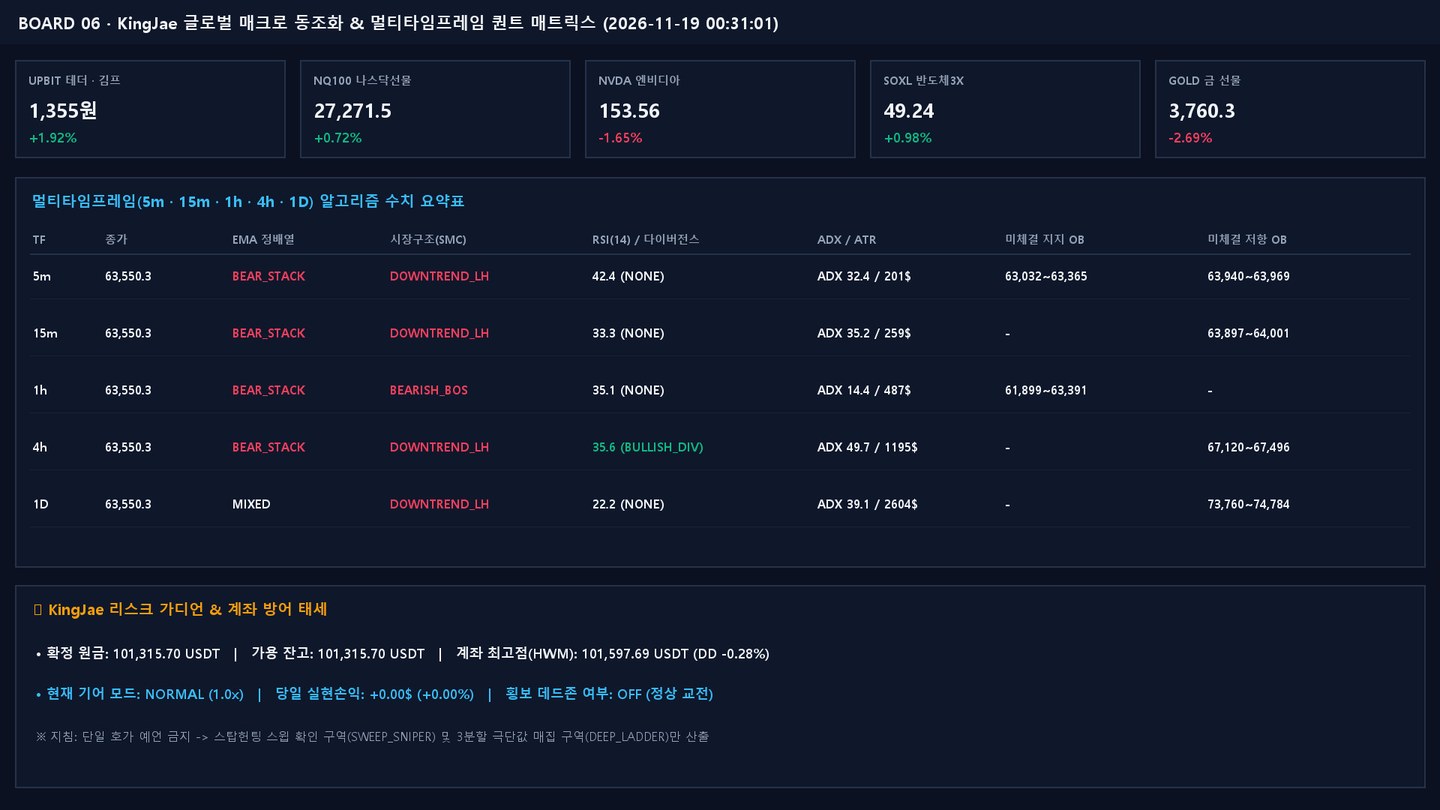 BOARD 06 · KingJae 글로벌 매크로 동조화 & 멀티타임프레임 퀀트 매트릭스 (2026-11-19 00:31:01)
UPBIT 테더 · 김프
1,355원
+1.92%
NQ100 나스닥선물
27,271.5
+0.72%
NVDA 엔비디아
153.56
-1.65%
SOXL 반도체3X
49.24
+0.98%
GOLD 금 선물
3,760.3
-2.69%
멀티타임프레임(5m · 15m · 1h · 4h · 1D) 알고리즘 수치 요약표
TF 종가 EMA 정배열 시장구조(SMC) RSI(14) / 다이버전스 ADX / ATR 미체결 지지 OB 미체결 저항 OB
5m 63,550.3 BEAR_STACK DOWNTREND_LH 42.4 (NONE) ADX 32.4 / 201$ 63,032~63,365 63,940~63,969
15m 63,550.3 BEAR_STACK DOWNTREND_LH 33.3 (NONE) ADX 35.2 / 259$ - 63,897~64,001
1h 63,550.3 BEAR_STACK BEARISH_BOS 35.1 (NONE) ADX 14.4 / 487$ 61,899~63,391 -
4h 63,550.3 BEAR_STACK DOWNTREND_LH 35.6 (BULLISH_DIV) ADX 49.7 / 1195$ - 67,120~67,496
1D 63,550.3 MIXED DOWNTREND_LH 22.2 (NONE) ADX 39.1 / 2604$ - 73,760~74,784
KingJae 리스크 가디언 & 계좌 방어 태세
• 확정 원금: 101,315.70 USDT | 가용 잔고: 101,315.70 USDT | 계좌 최고점(HWM): 101,597.69 USDT (DD -0.28%)
• 현재 기어 모드: NORMAL (1.0x) | 당일 실현손익: +0.00$ (+0.00%) | 횡보 데드존 여부: OFF (정상 교전)
※ 지침: 단일 호가 예언 금지 -> 스탑헌팅 스윕 확인 구역(SWEEP_SNIPER) 및 3분할 극단값 매집 구역(DEEP_LADDER)만 산출